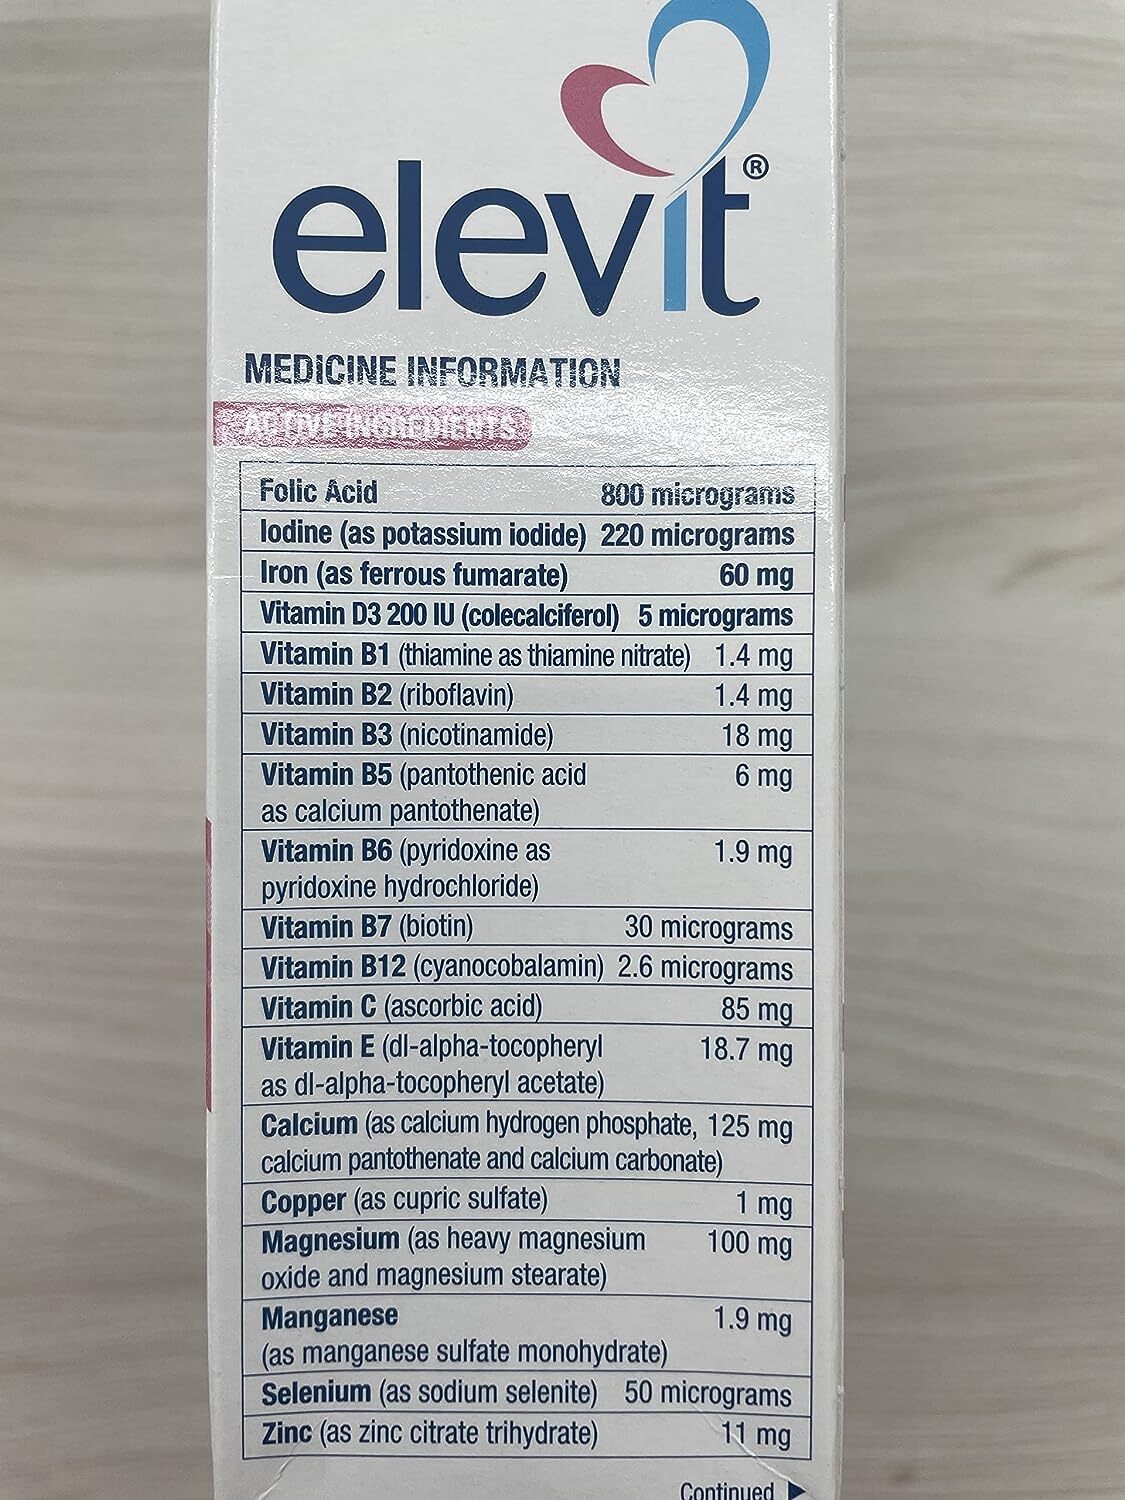 elevit®
MEDICINE INFORMATION
ACTIVE INGREDIENTS
Folic Acid 800 micrograms
Iodine (as potassium iodide) 220 micrograms
Iron (as ferrous fumarate) 60 mg
Vitamin D3 200 IU (colecalciferol) 5 micrograms
Vitamin B1 (thiamine as thiamine nitrate) 1.4 mg
Vitamin B2 (riboflavin) 1.4 mg
Vitamin B3 (nicotinamide) 18 mg
Vitamin B5 (pantothenic acid 6 mg
as calcium pantothenate)
Vitamin B6 (pyridoxine as 1.9 mg
pyridoxine hydrochloride)
Vitamin B7 (biotin) 30 micrograms
Vitamin B12 (cyanocobalamin) 2.6 micrograms
Vitamin C (ascorbic acid) 85 mg
Vitamin E (dl-alpha-tocopheryl 18.7 mg
as dl-alpha-tocopheryl acetate)
Calcium (as calcium hydrogen phosphate, 125 mg
calcium pantothenate and calcium carbonate)
Copper (as cupric sulfate) 1 mg
Magnesium (as heavy magnesium 100 mg
oxide and magnesium stearate)
Manganese 1.9 mg
(as manganese sulfate monohydrate)
Selenium (as sodium selenite) 50 micrograms
Zinc (as zinc citrate trihydrate) 11 mg
Continued ▶